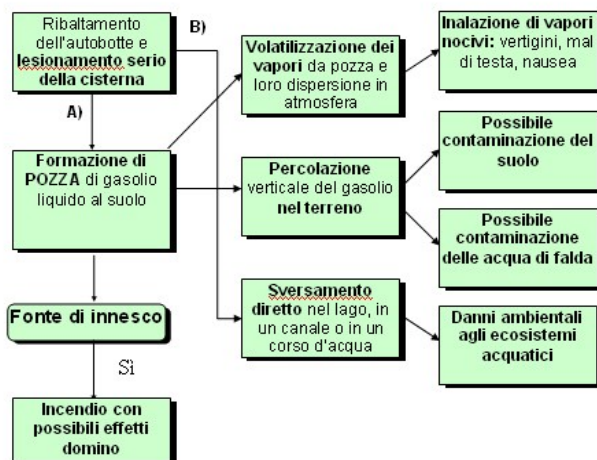 Ribaltamento
dell'autobotte e
lesionamento serio
della cisterna
B)
A)
Formazione di
POZZA di gasolio
liquido al suolo
Fonte di innesco
Sì
Incendio con
possibili effetti
domino
Volatilizzazione dei
vapori da pozza e
loro dispersione in
atmosfera
Percolazione
verticale del gasolio
nel terreno
Sversamento
diretto nel lago, in
un canale o in un
corso d'acqua
Inalazione di vapori
nocivi: vertigini, mal
di testa, nausea
Possibile
contaminazione del
suolo
Possibile
contaminazione
delle acqua di falda
Danni ambientali
agli ecosistemi
acquatici